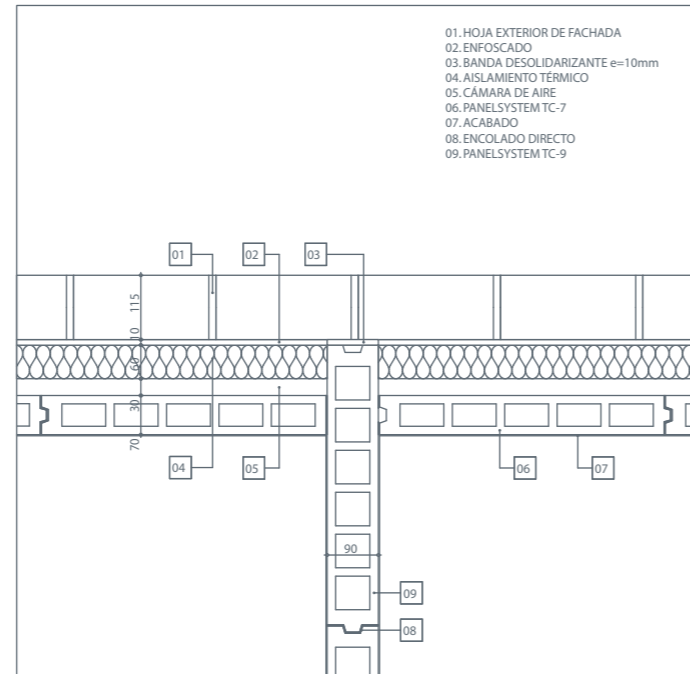 01. HOJA EXTERIOR DE FACHADA
02. ENFOSCADO
03. BANDA DESOLIDARIZANTE e=10mm
04. AISLAMIENTO TÉRMICO
05. CÁMARA DE AIRE
06. PANELSYSTEM TC-7
07. ACABADO
08. ENCOLADO DIRECTO
09. PANELSYSTEM TC-9
01
02
03
115
10
60
30
70
04
05
06
07
90
09
08